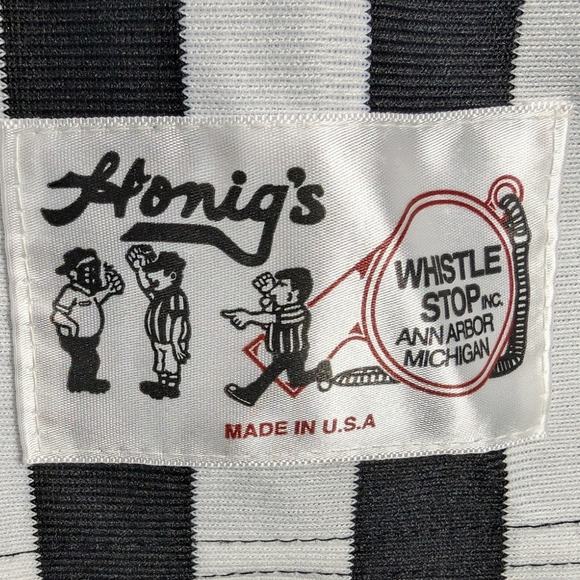 Honig's
WHISTLE
STOP INC.
ANN ARBOR
MICHIGAN
MADE IN U.S.A